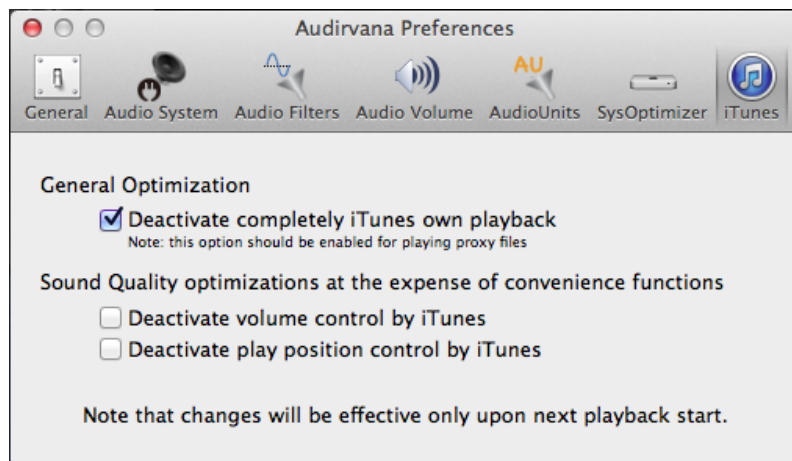 Audirvana Preferences
AU
General Audio System Audio Filters Audio Volume AudioUnits SysOptimizer iTunes
General Optimization
Deactivate completely iTunes own playback
Note: this option should be enabled for playing proxy files
Sound Quality optimizations at the expense of convenience functions
Deactivate volume control by iTunes
Deactivate play position control by iTunes
Note that changes will be effective only upon next playback start.